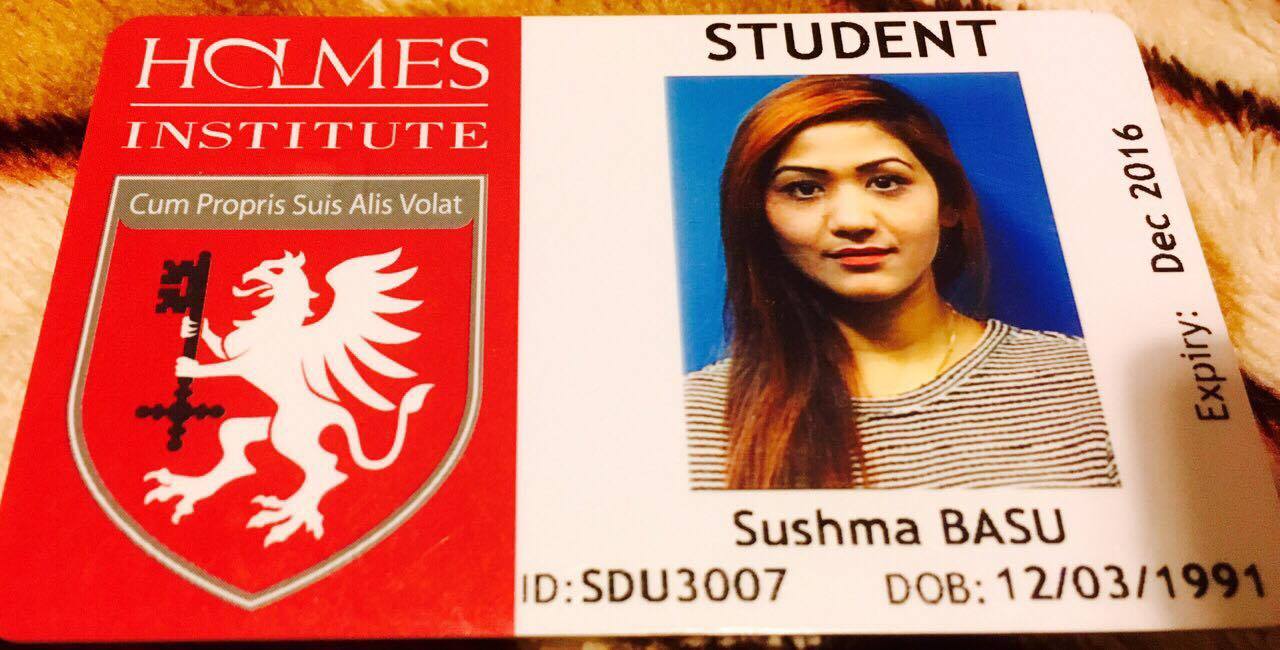 HOLMES
INSTITUTE
Cum Propris Suis Alis Volat
STUDENT
Expiry: Dec 2016
Sushma BASU
ID: SDU3007
DOB: 12/03/1991